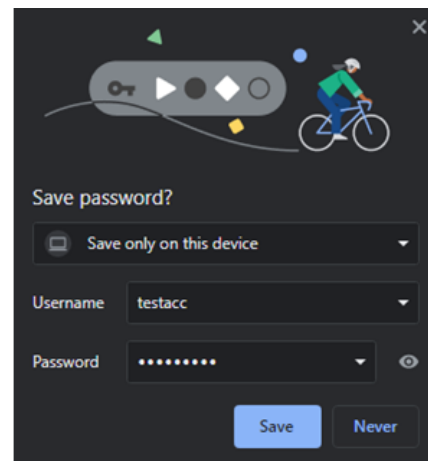 Save password?
Save only on this device
Username testacc
Password •••••••••
Save Never